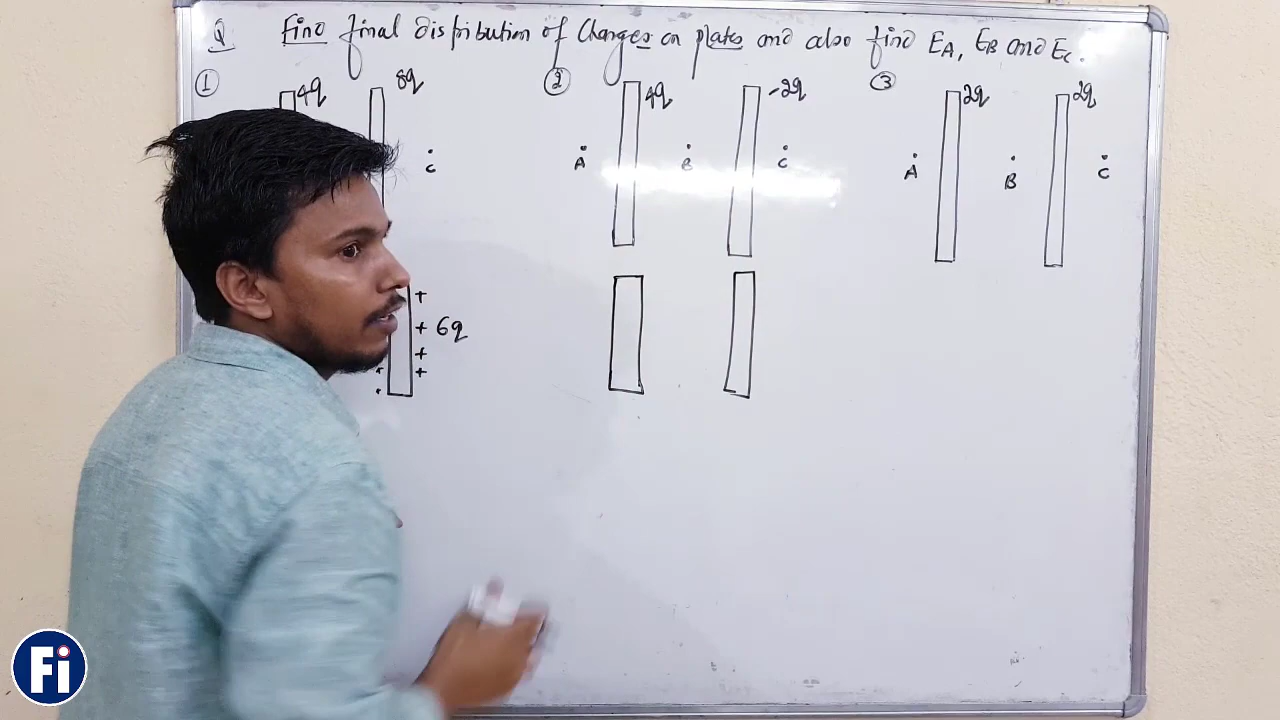 Q Find final distribution of Charges on plates and also find EA, EB and EC.
① 4q 8q ② 4q -2q ③ 2q 2q
C A B C A B C
+
+ 6q
+
+ +
Fi